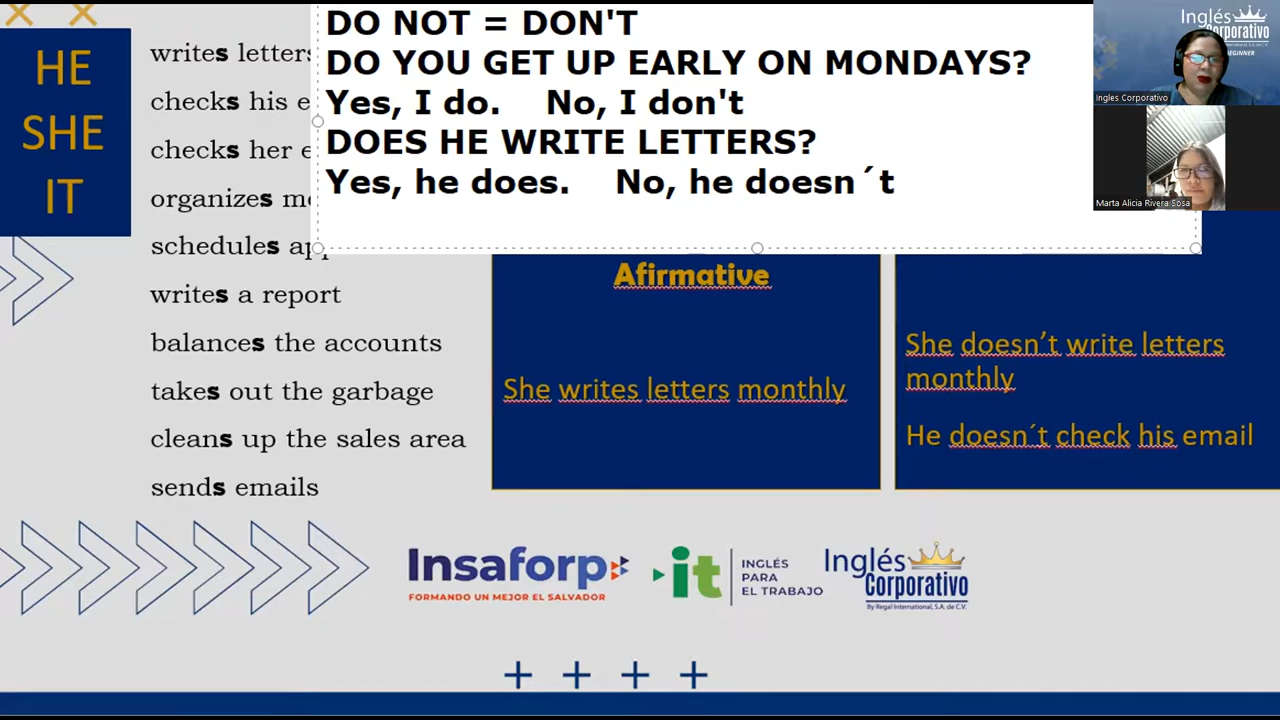 HE
SHE
IT
writes letters
checks his e
checks her e
organizes
schedules
writes a report
balances the accounts
takes out the garbage
cleans up the sales area
sends emails
DO NOT = DON'T
DO YOU GET UP EARLY ON MONDAYS?
Yes, I do. No, I don't
DOES HE WRITE LETTERS?
Yes, he does. No, he doesn´t
Afirmative
She writes letters monthly
She doesn’t write letters
monthly
He doesn´t check his email
Inglés
Corporativo
BEGINNER
Ingles Corporativo
Marta Alicia Rivera Sosa
Insaforp
FORMANDO UN MEJOR EL SALVADOR
it
INGLÉS
PARA
EL TRABAJO
Inglés
Corporativo
By Regal International, S.A. de C.V.